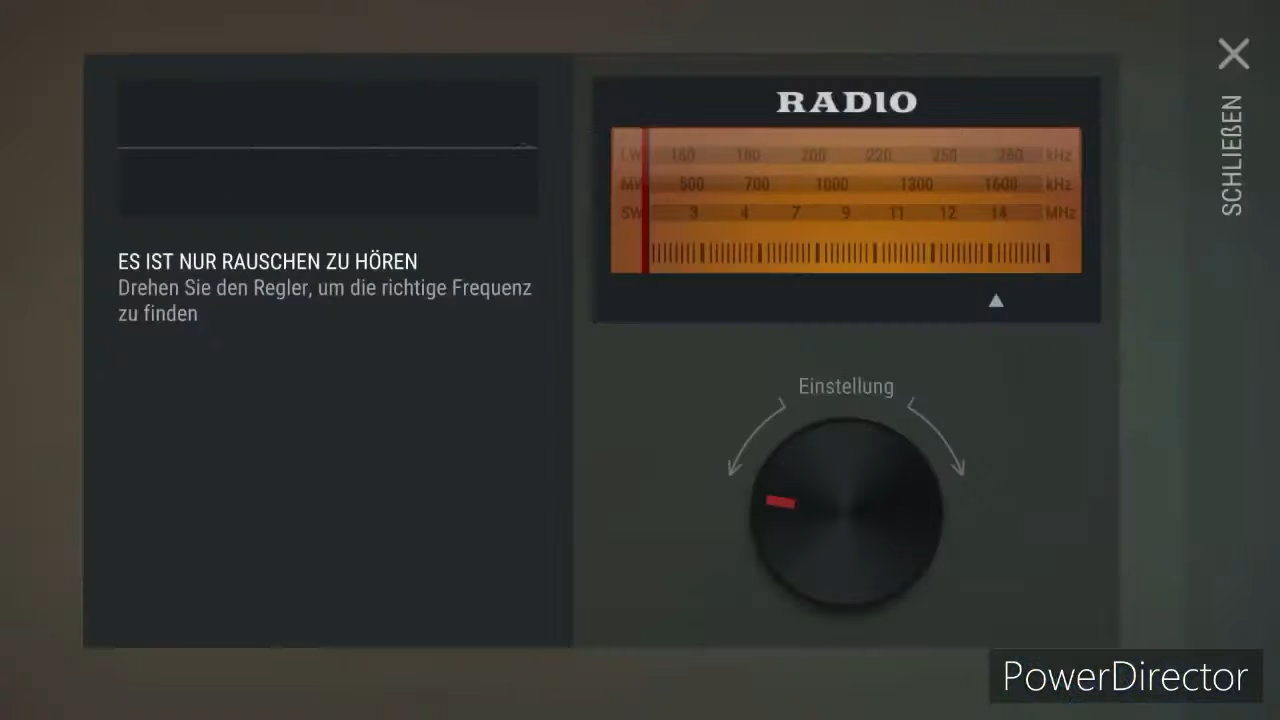 SCHLIEßEN
RADIO
LW 160 180 200 220 250 280 kHz
MW 500 700 1000 1300 1600 kHz
SW 3 4 7 9 11 12 14 MHz
ES IST NUR RAUSCHEN ZU HÖREN
Drehen Sie den Regler, um die richtige Frequenz
zu finden
Einstellung
PowerDirector